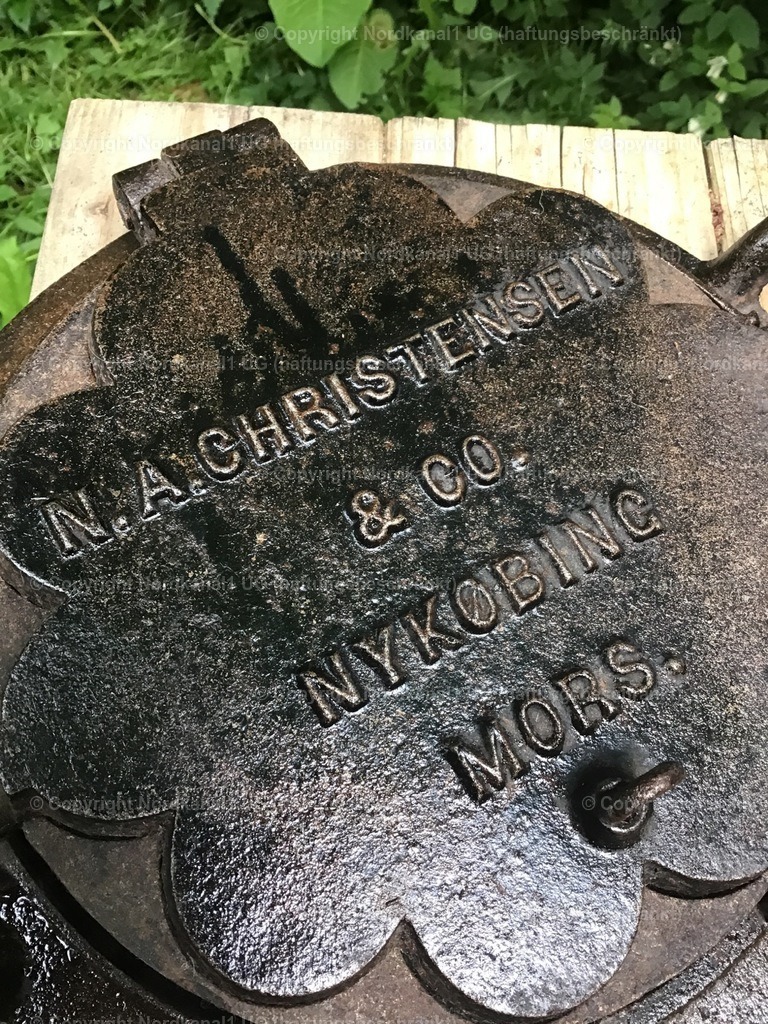 © Copyright Nordkanal1 UG (haftungsbeschränkt)
N. A. CHRISTENSEN
& CO.
NYKØBING
MORS.